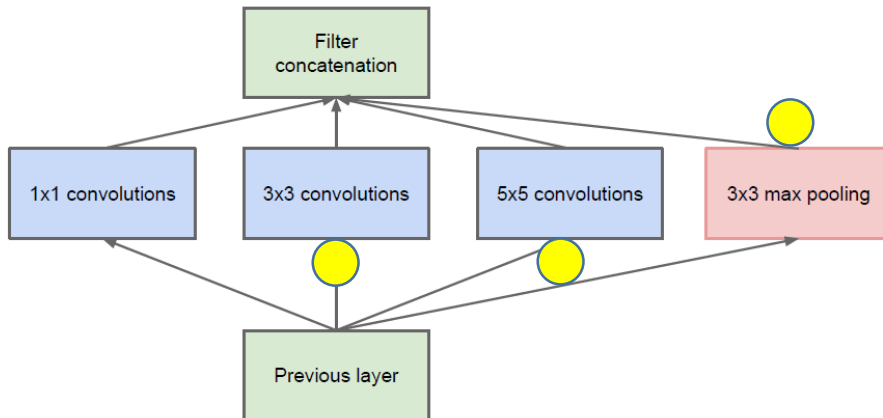 Filter
concatenation
1x1 convolutions
3x3 convolutions
5x5 convolutions
3x3 max pooling
Previous layer